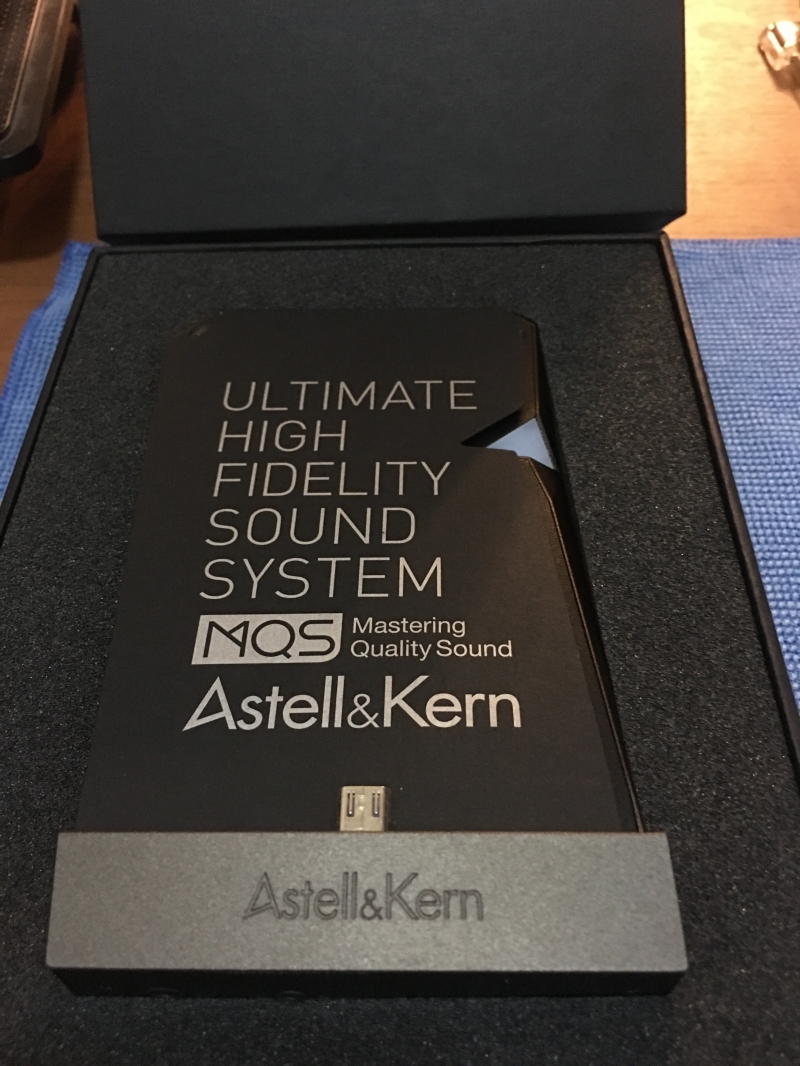 ULTIMATE
HIGH
FIDELITY
SOUND
SYSTEM
MQS Mastering
Quality Sound
Astell&Kern
Astell&Kern